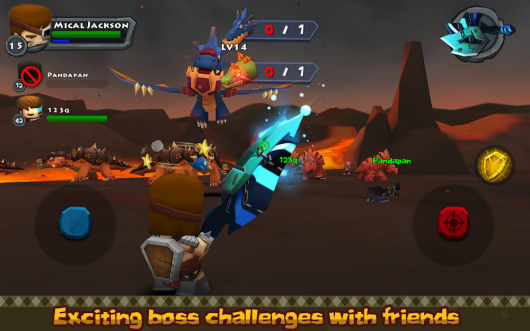 Mical Jackson
15
LV14
0 / 1
0 / 1
Pandapan
12
123q
42
123q
Pandapan
Exciting boss challenges with friends